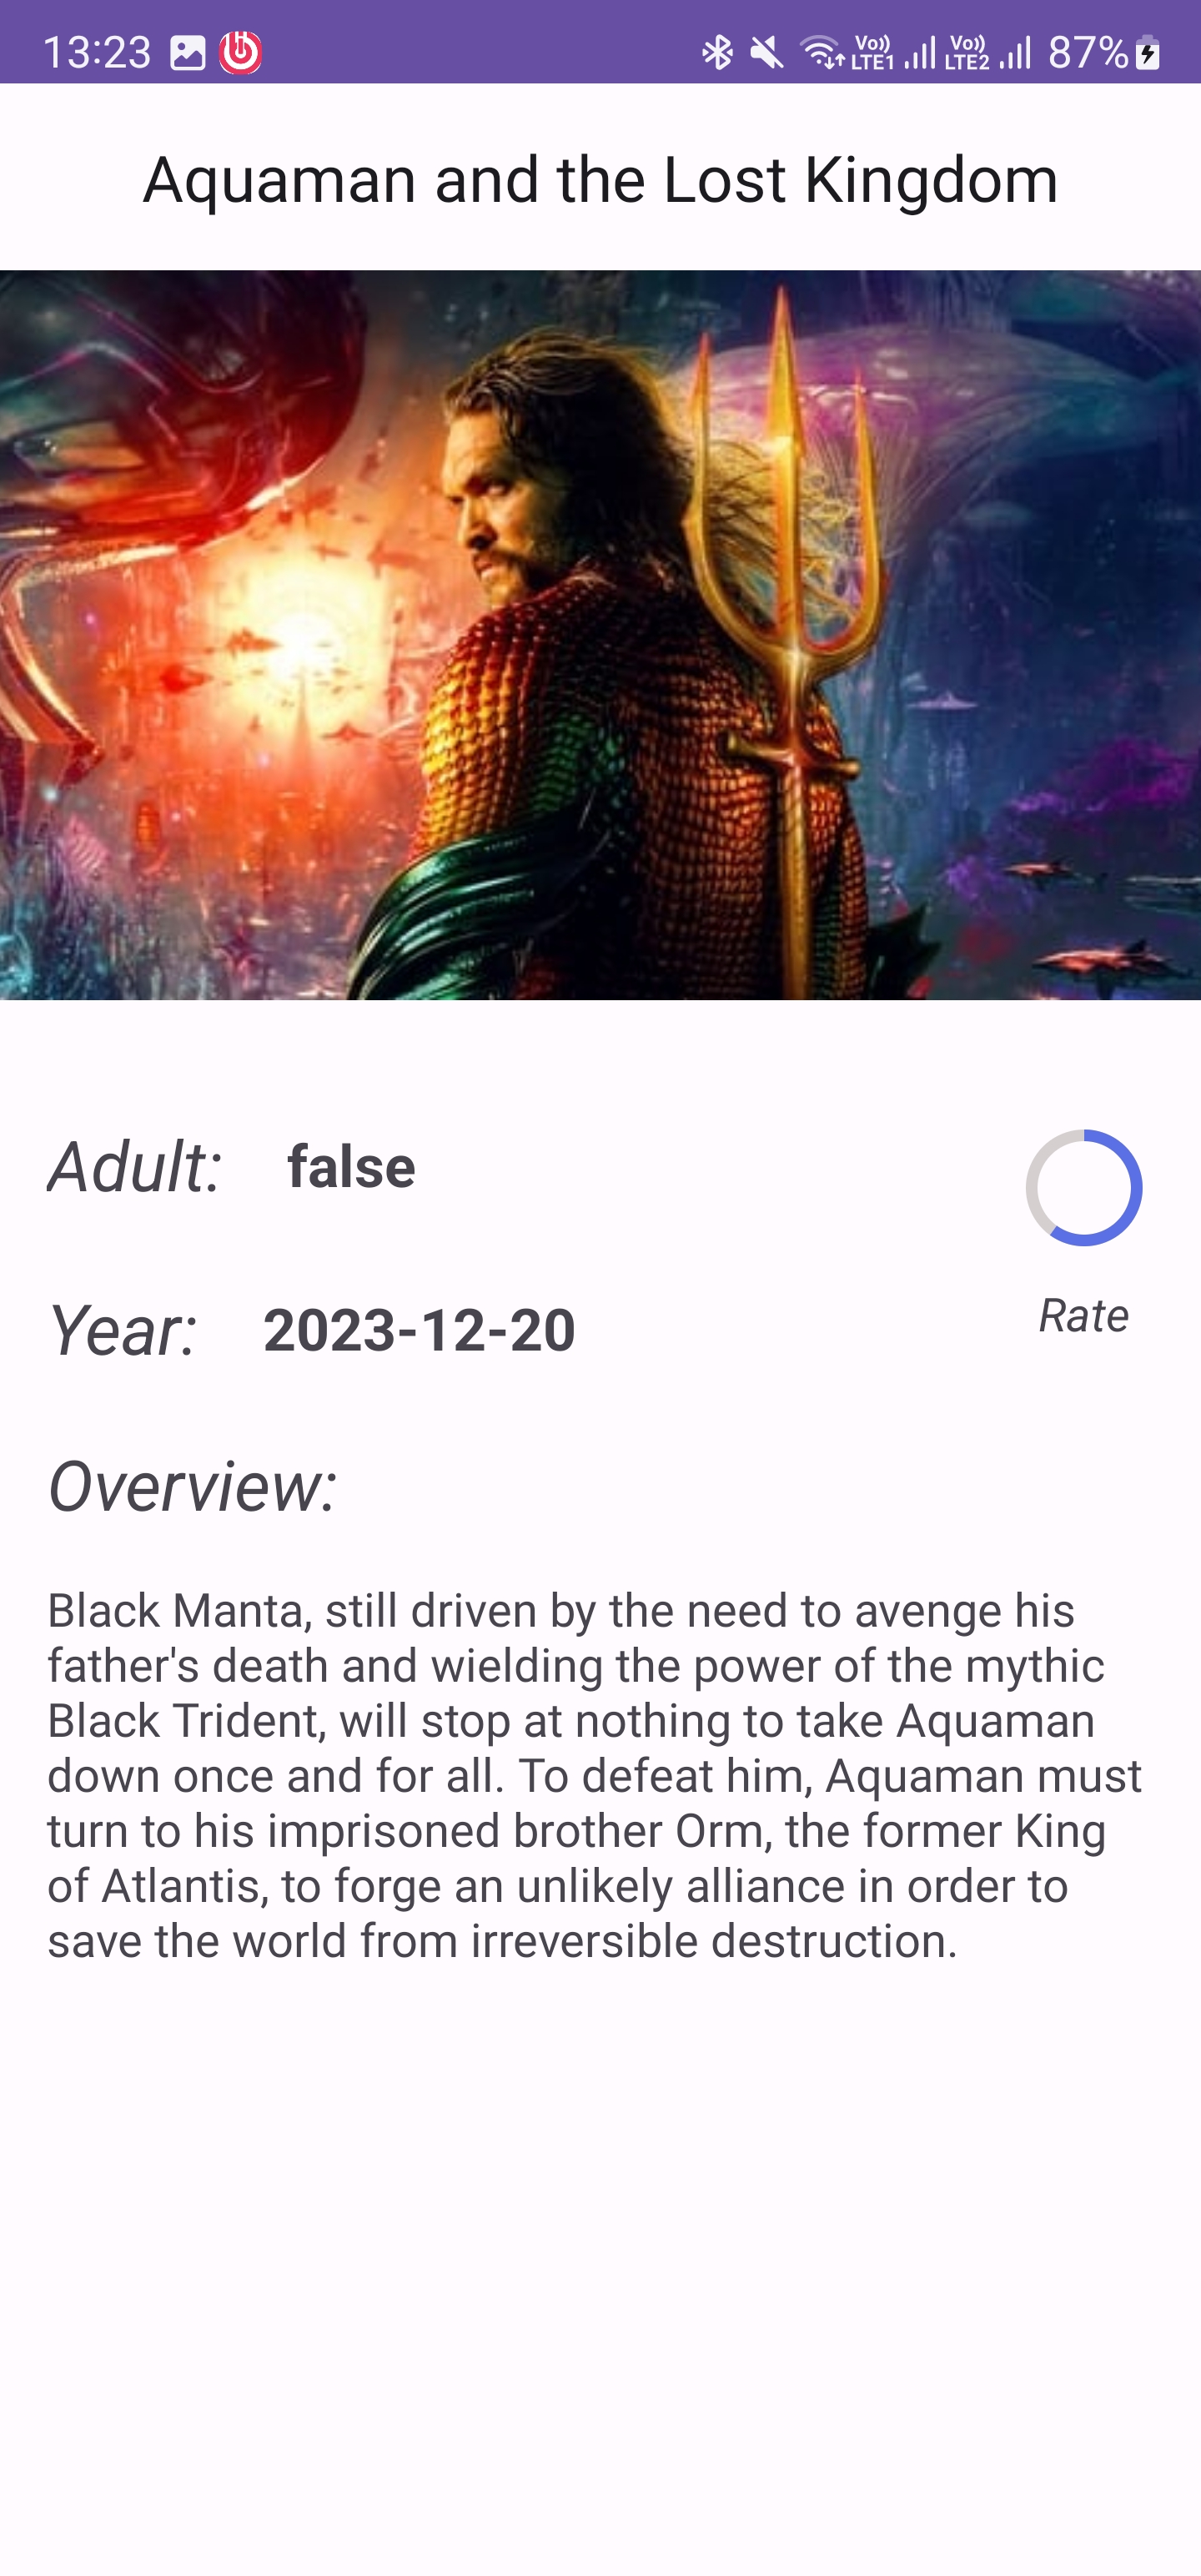 13:23 Vo)) LTE1 Vo)) LTE2 87%
Aquaman and the Lost Kingdom
Adult: false
Year: 2023-12-20
Rate
Overview:
Black Manta, still driven by the need to avenge his
father's death and wielding the power of the mythic
Black Trident, will stop at nothing to take Aquaman
down once and for all. To defeat him, Aquaman must
turn to his imprisoned brother Orm, the former King
of Atlantis, to forge an unlikely alliance in order to
save the world from irreversible destruction.